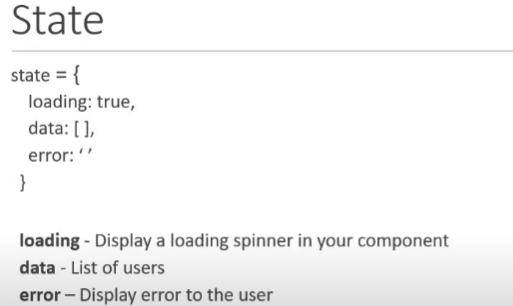 State
state = {
loading: true,
data: [ ],
error: ‘ ’
}
loading - Display a loading spinner in your component
data - List of users
error – Display error to the user